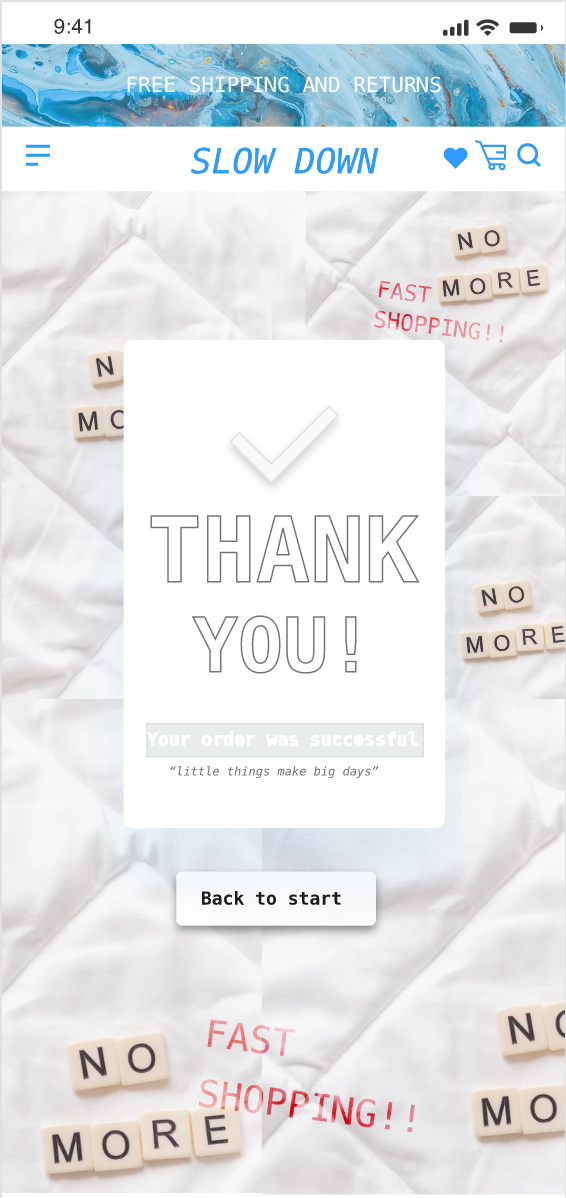 9:41
FREE SHIPPING AND RETURNS
SLOW DOWN
NO
FAST MORE
SHOPPING!!
N
MO
THANK
YOU!
NO
MORE
Your order was successful
“little things make big days”
Back to start
FAST
NO
SHOPPING!!
MORE
NO
MO